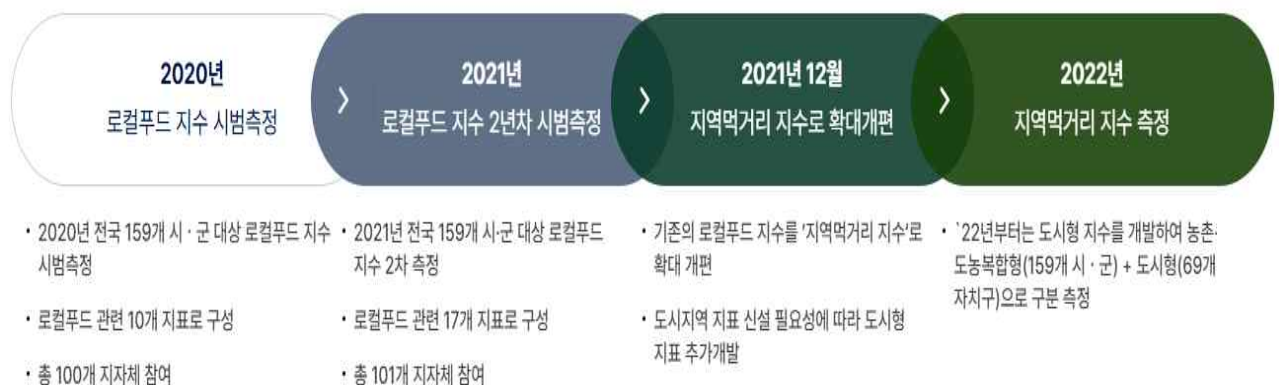 2020년
로컬푸드 지수 시범측정
2021년
로컬푸드 지수 2년차 시범측정
2021년 12월
지역먹거리 지수로 확대개편
2022년
지역먹거리 지수 측정
· 2020년 전국 159개 시 · 군 대상 로컬푸드 지수
시범측정
· 로컬푸드 관련 10개 지표로 구성
· 총 100개 지자체 참여
· 2021년 전국 159개 시·군 대상 로컬푸드
지수 2차 측정
· 로컬푸드 관련 17개 지표로 구성
· 총 101개 지자체 참여
· 기존의 로컬푸드 지수를 '지역먹거리 지수'로
확대 개편
· 도시지역 지표 신설 필요성에 따라 도시형
지표 추가개발
· `22년부터는 도시형 지수를 개발하여 농촌·
도농복합형(159개 시 · 군) + 도시형(69개
자치구)으로 구분 측정